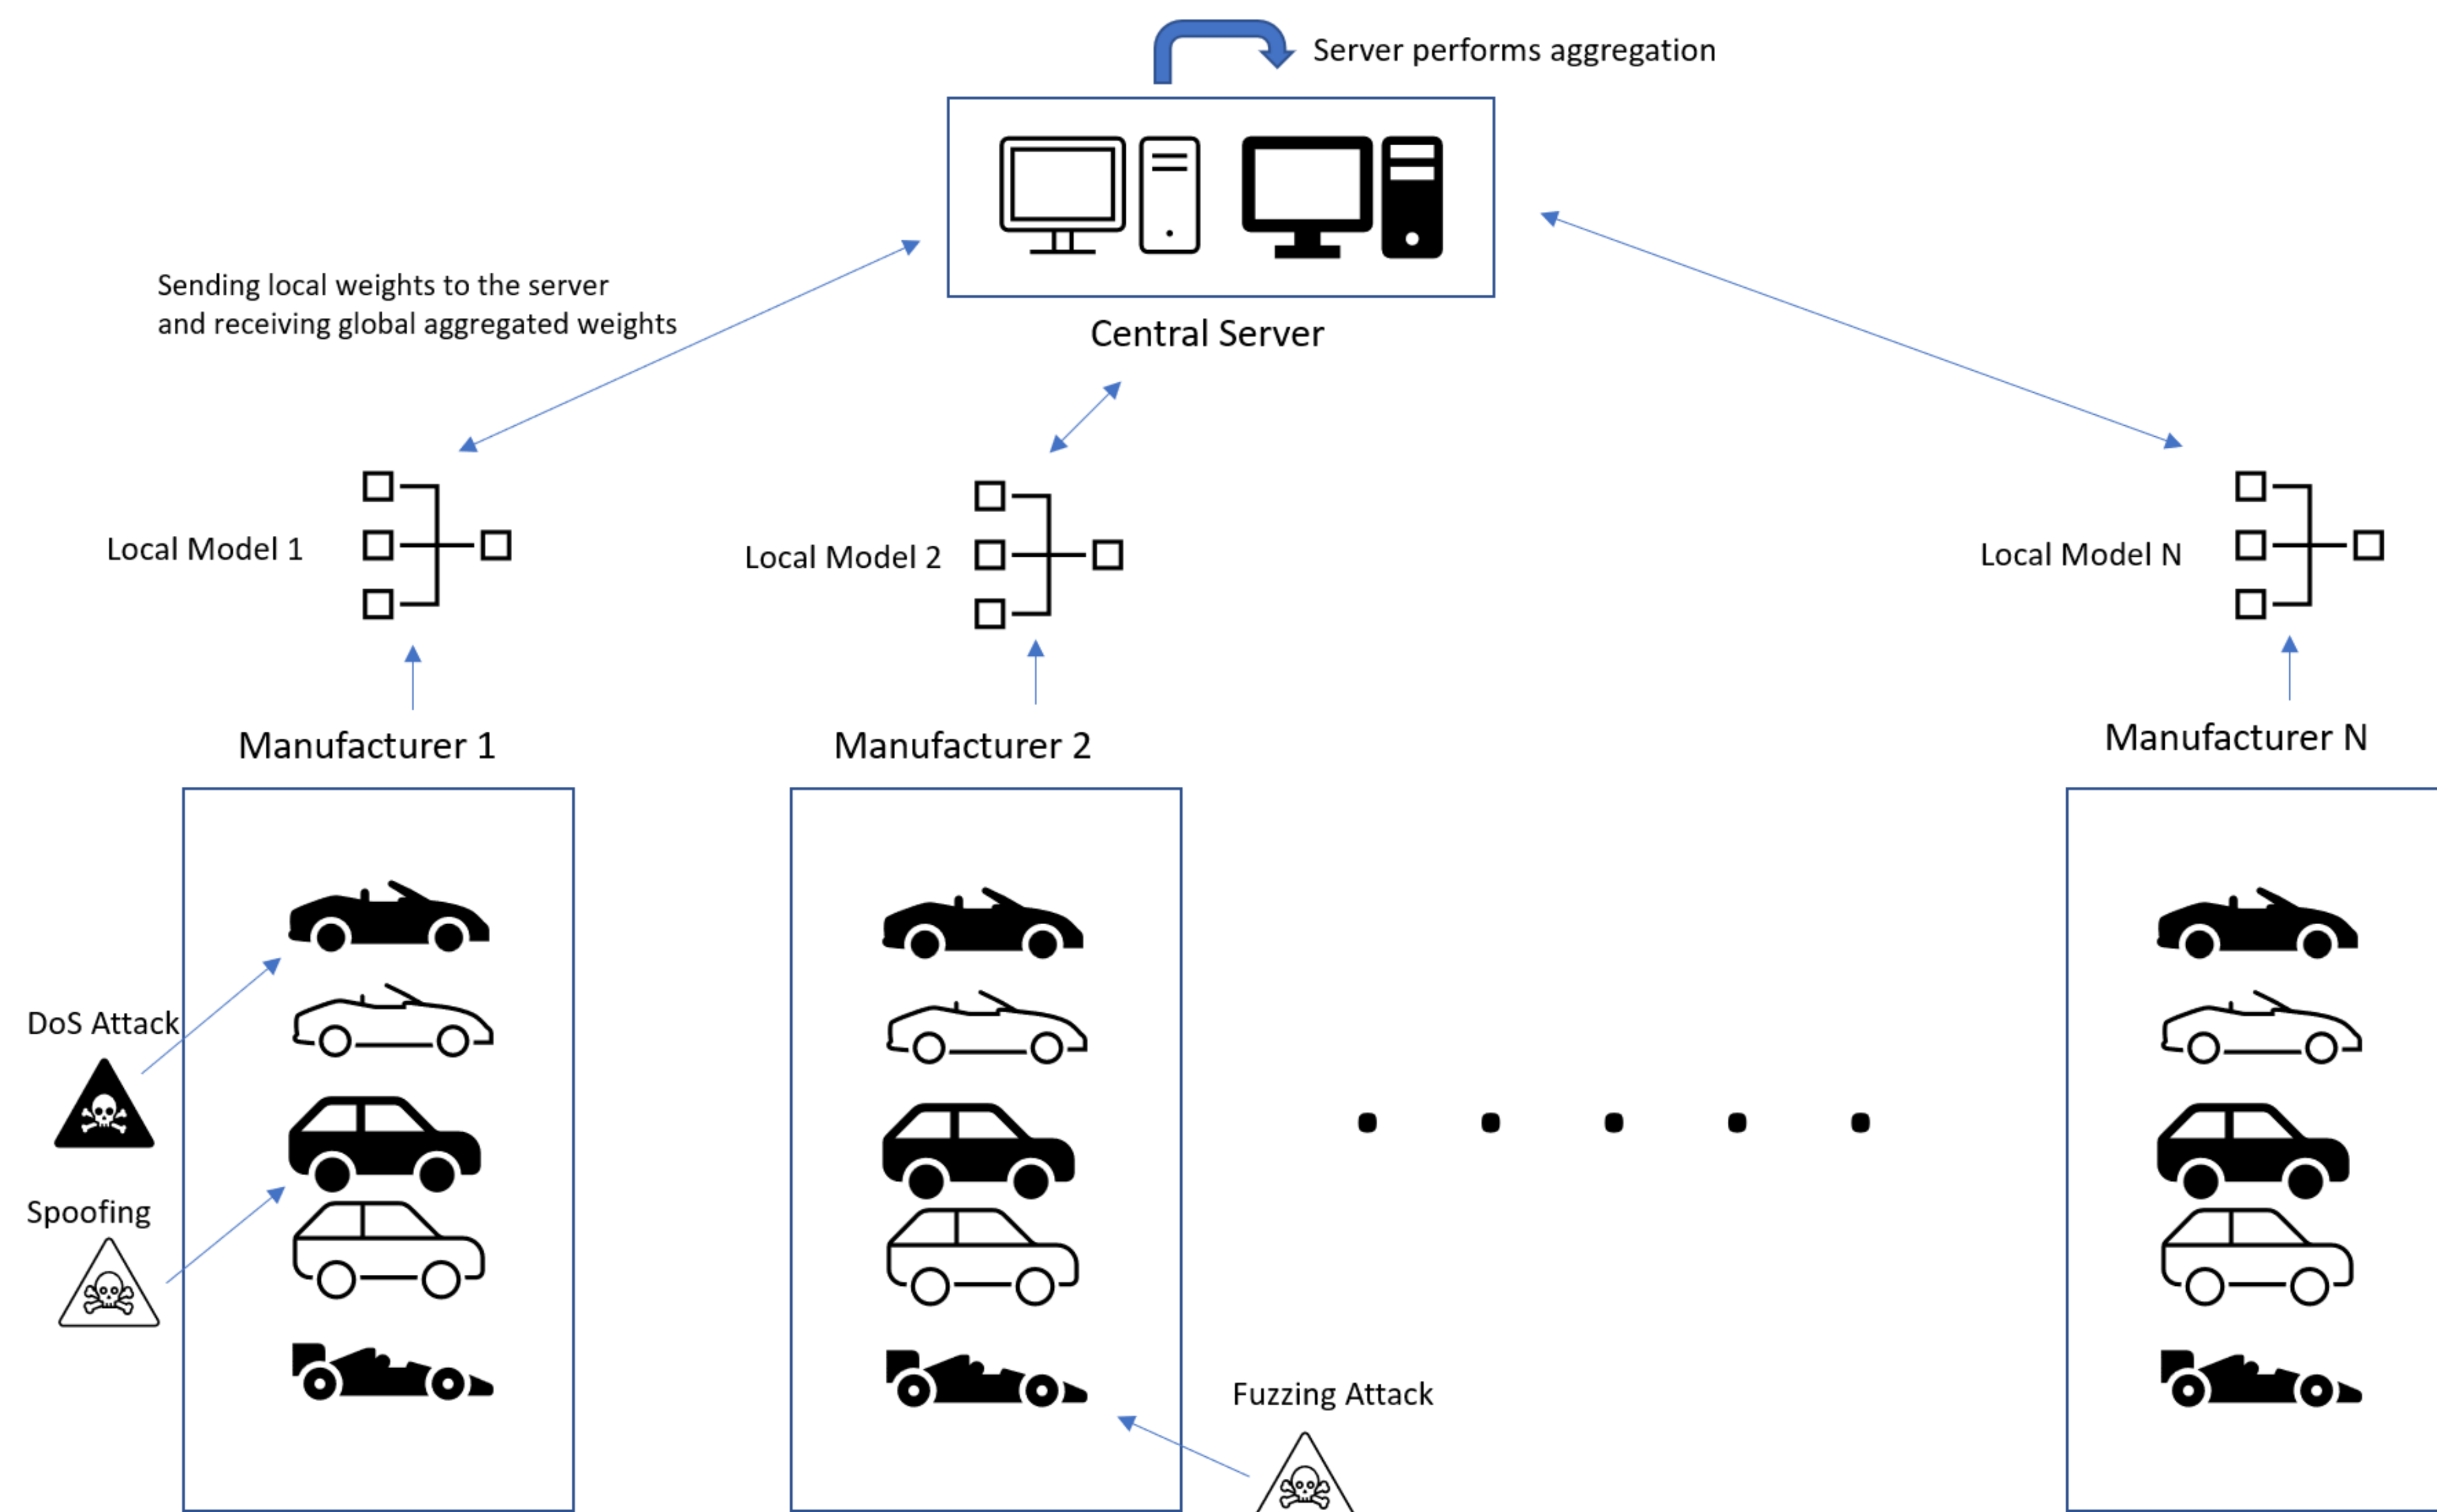 Server performs aggregation
Sending local weights to the server
and receiving global aggregated weights
Central Server
Local Model 1
Local Model 2
Local Model N
Manufacturer 1
Manufacturer 2
Manufacturer N
DoS Attack
Spoofing
Fuzzing Attack